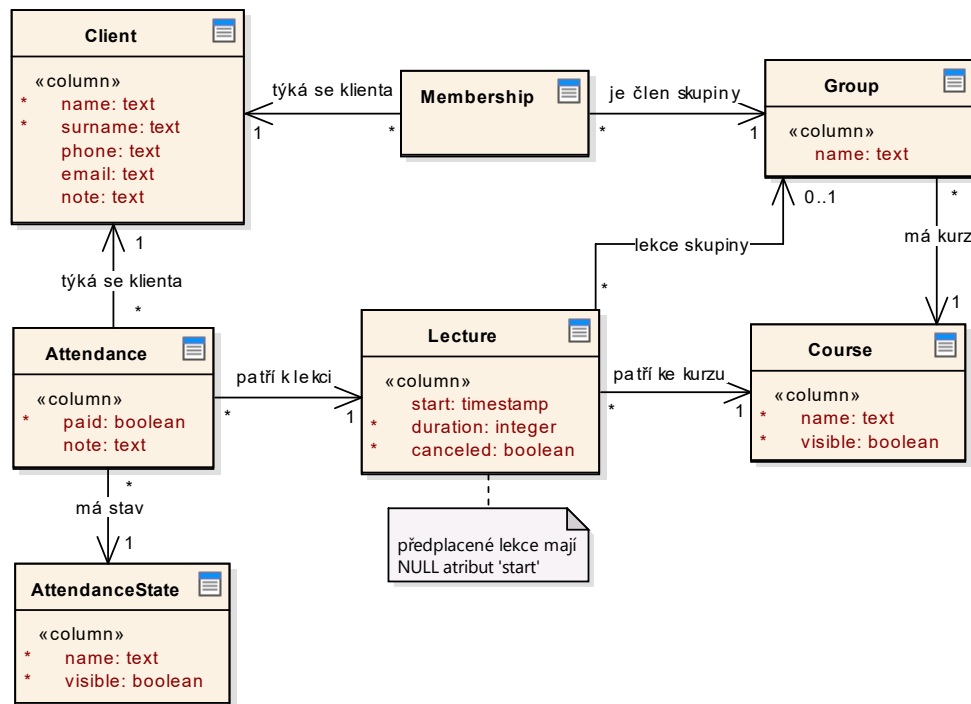 Client
«column»
* name: text
* surname: text
phone: text
email: text
note: text
týká se klienta
1
*
Membership
je člen skupiny
*
1
Group
«column»
name: text
0..1
*
lekce skupiny
má kurz
1
týká se klienta
*
*
1
Attendance
«column»
* paid: boolean
note: text
patří k lekci
*
1
Lecture
«column»
start: timestamp
* duration: integer
* canceled: boolean
patří ke kurzu
*
1
Course
«column»
* name: text
* visible: boolean
*
má stav
1
předplacené lekce mají
NULL atribut 'start'
AttendanceState
«column»
* name: text
* visible: boolean